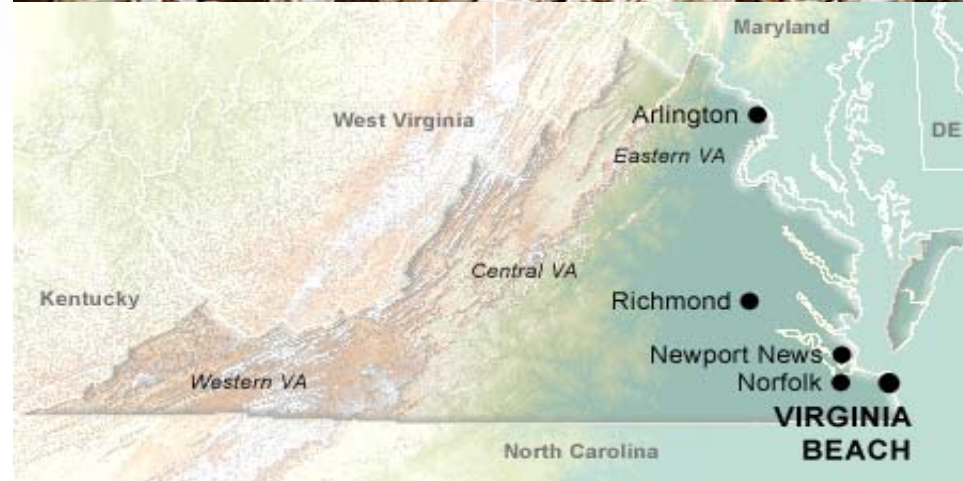 Maryland
West Virginia
Arlington
DE
Eastern VA
Central VA
Kentucky
Richmond
Newport News
Western VA
Norfolk
VIRGINIA
BEACH
North Carolina